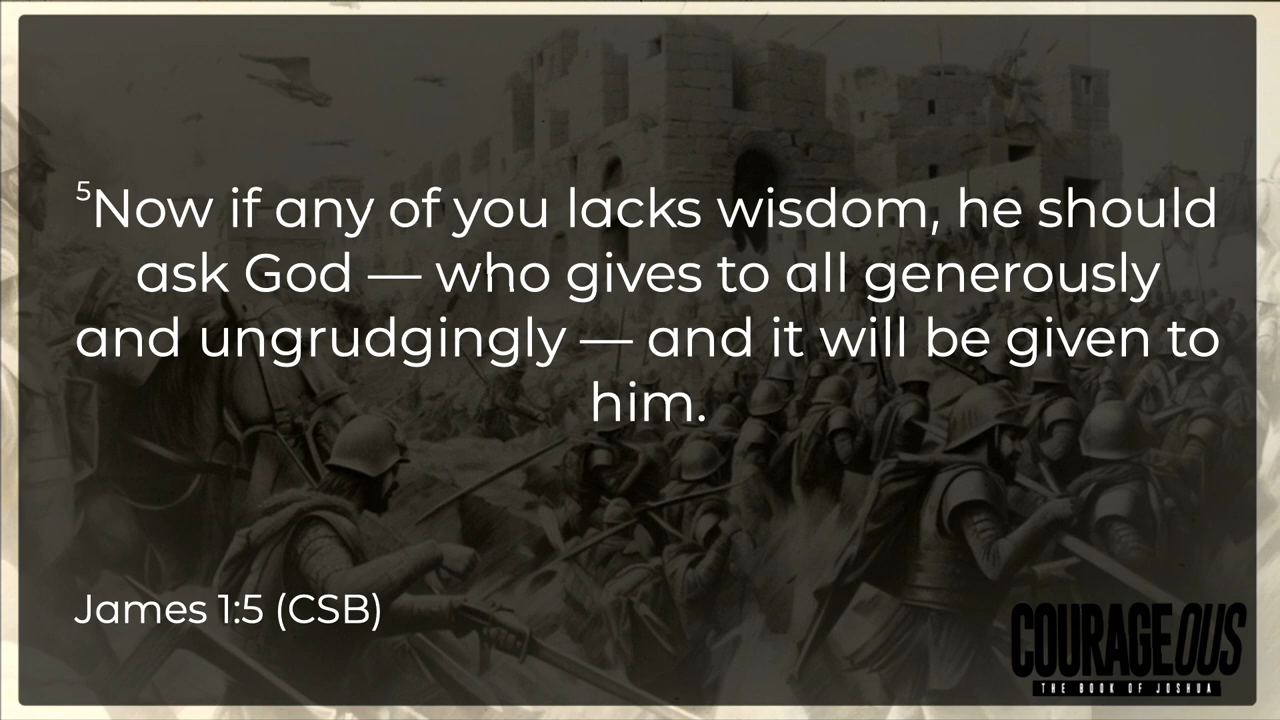 ⁵Now if any of you lacks wisdom, he should
ask God — who gives to all generously
and ungrudgingly — and it will be given to
him.
James 1:5 (CSB)
COURAGEOUS
THE BOOK OF JOSHUA